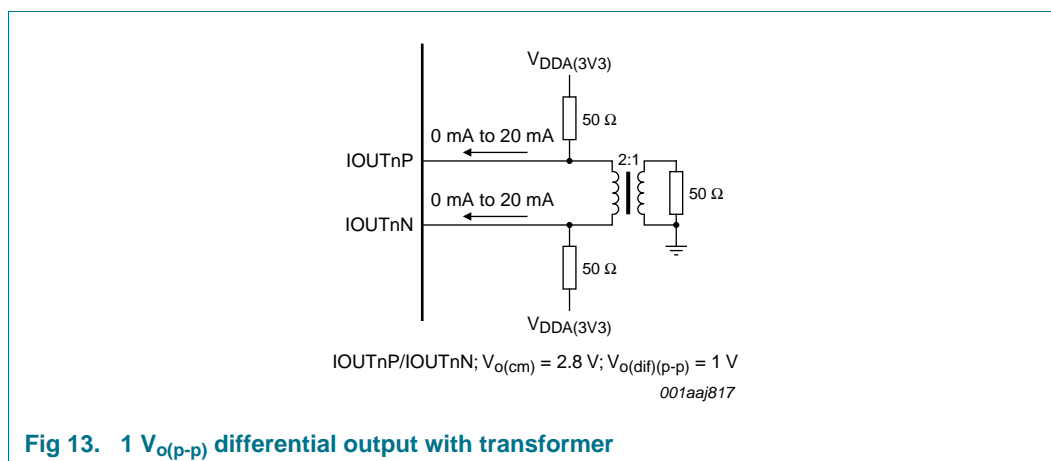 VDDA(3V3)
50 Ω
0 mA to 20 mA
IOUTnP
2:1
0 mA to 20 mA
50 Ω
IOUTnN
50 Ω
VDDA(3V3)
IOUTnP/IOUTnN; Vo(cm) = 2.8 V; Vo(dif)(p-p) = 1 V
001aaj817
Fig 13. 1 Vo(p-p) differential output with transformer